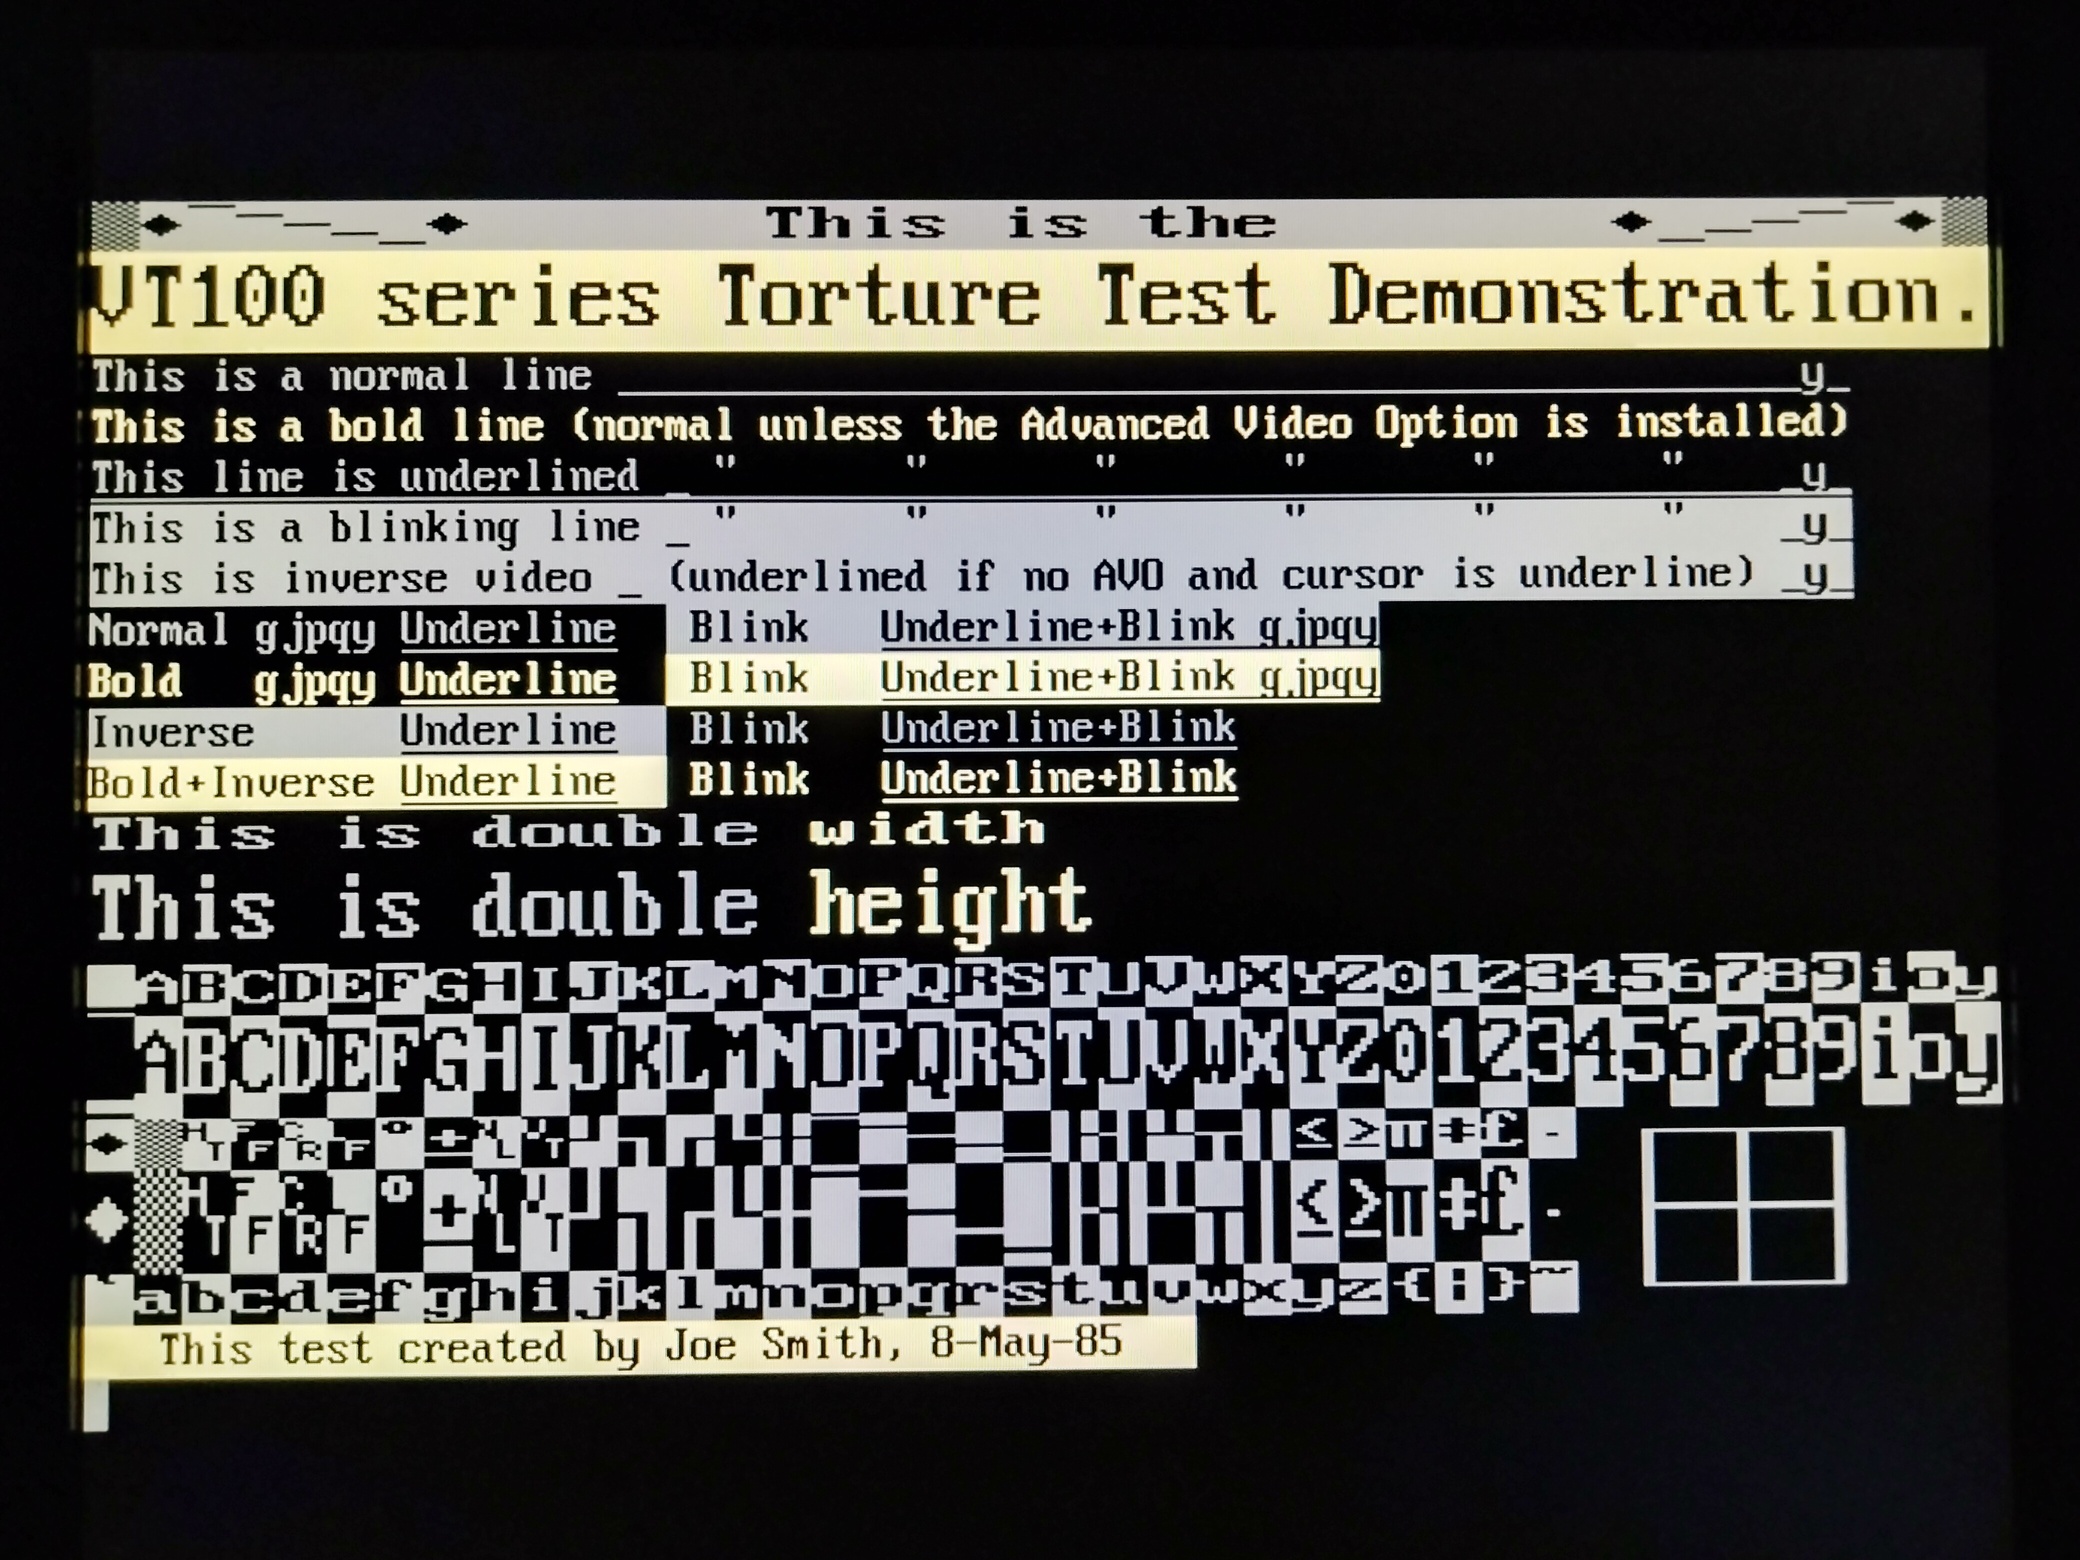 This is the
VT100 series Torture Test Demonstration.
This is a normal line _y_
This is a bold line (normal unless the Advanced Video Option is installed)
This line is underlined _ " " " " " " _y_
This is a blinking line _ " " " " " " _y_
This is inverse video _ (underlined if no AVO and cursor is underline) _y_
Normal gjpqy Underline Blink Underline+Blink gjpqy
Bold gjpqy Underline Blink Underline+Blink gjpqy
Inverse Underline Blink Underline+Blink
Bold+Inverse Underline Blink Underline+Blink
This is double width
This is double height
ABCDEFGHIJKLMNOPQRSTUVWXYZ0123456789ioy
ABCDEFGHIJKLMNOPQRSTUVWXYZ0123456789ioy
◆▒␉␌␍␊°±␤␋┘┐┌└┼⎺⎻─⎼⎽├┤┴┬│≤≥π≠£·
◆▒␉␌␍␊°±␤␋┘┐┌└┼⎺⎻─⎼⎽├┤┴┬│≤≥π≠£·
`abcdefghijklmnopqrstuvwxyz{|}~
This test created by Joe Smith, 8-May-85